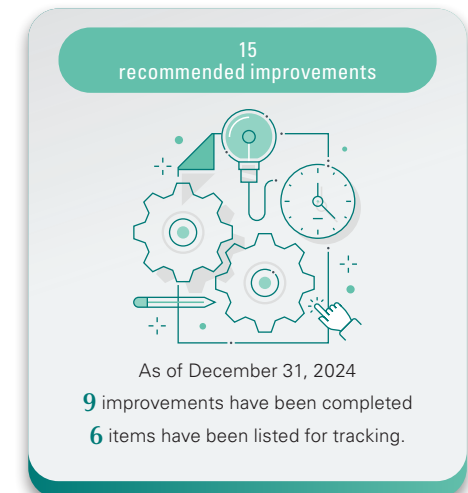 15
recommended improvements
As of December 31, 2024
9 improvements have been completed
6 items have been listed for tracking.